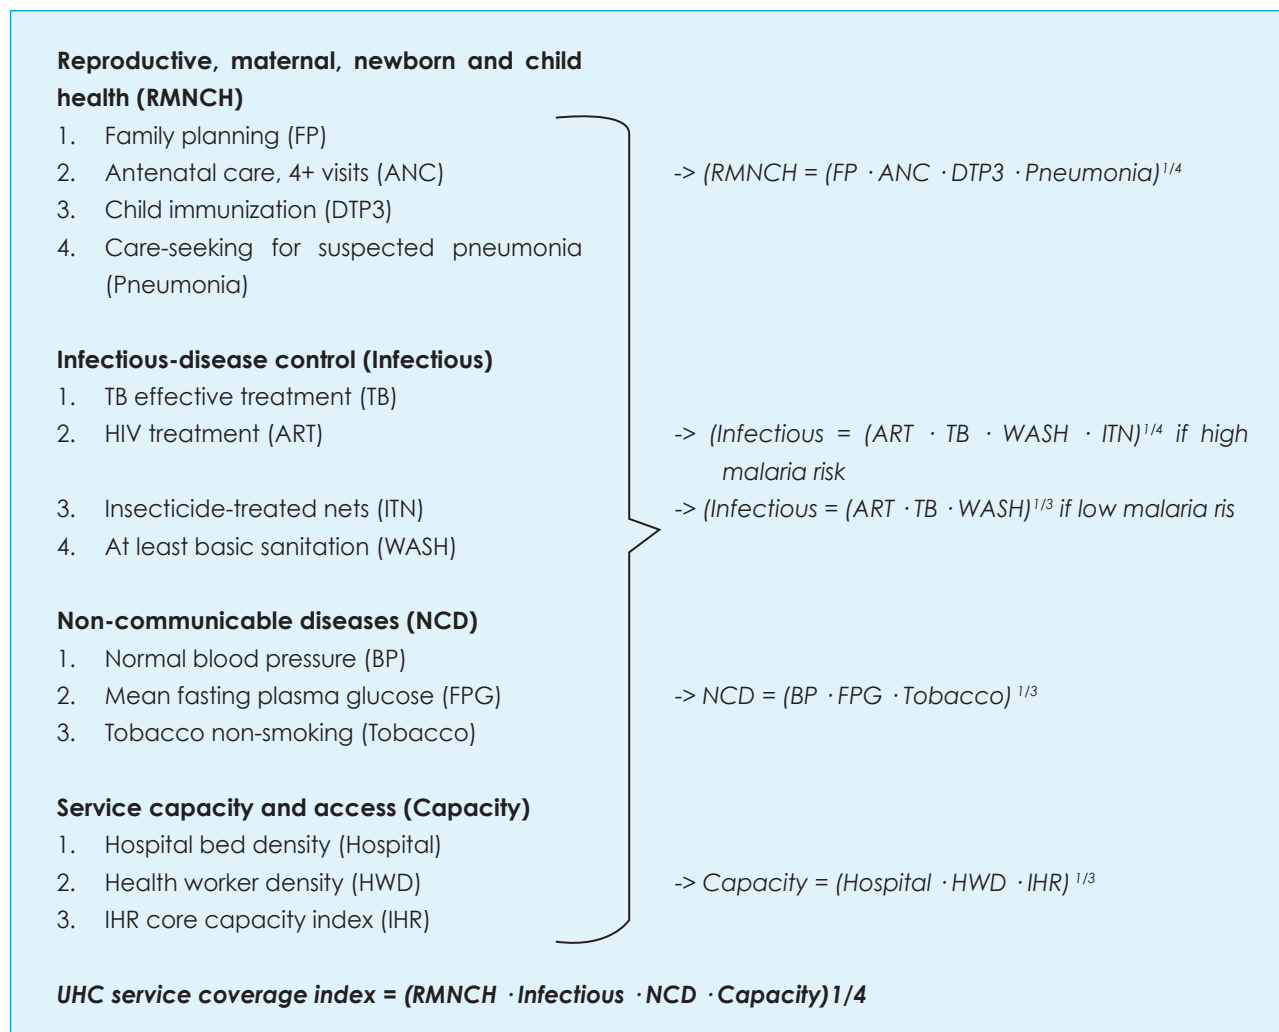 Reproductive, maternal, newborn and child
health (RMNCH)
1. Family planning (FP)
2. Antenatal care, 4+ visits (ANC)
-> (RMNCH = (FP · ANC · DTP3 · Pneumonia)1/4
3. Child immunization (DTP3)
4. Care-seeking for suspected pneumonia
(Pneumonia)
Infectious-disease control (Infectious)
1. TB effective treatment (TB)
2. HIV treatment (ART)
-> (Infectious = (ART · TB · WASH · ITN)1/4 if high
malaria risk
3. Insecticide-treated nets (ITN)
-> (Infectious = (ART · TB · WASH)1/3 if low malaria ris
4. At least basic sanitation (WASH)
Non-communicable diseases (NCD)
1. Normal blood pressure (BP)
2. Mean fasting plasma glucose (FPG)
-> NCD = (BP · FPG · Tobacco) 1/3
3. Tobacco non-smoking (Tobacco)
Service capacity and access (Capacity)
1. Hospital bed density (Hospital)
2. Health worker density (HWD)
-> Capacity = (Hospital · HWD · IHR) 1/3
3. IHR core capacity index (IHR)
UHC service coverage index = (RMNCH · Infectious · NCD · Capacity)1/4